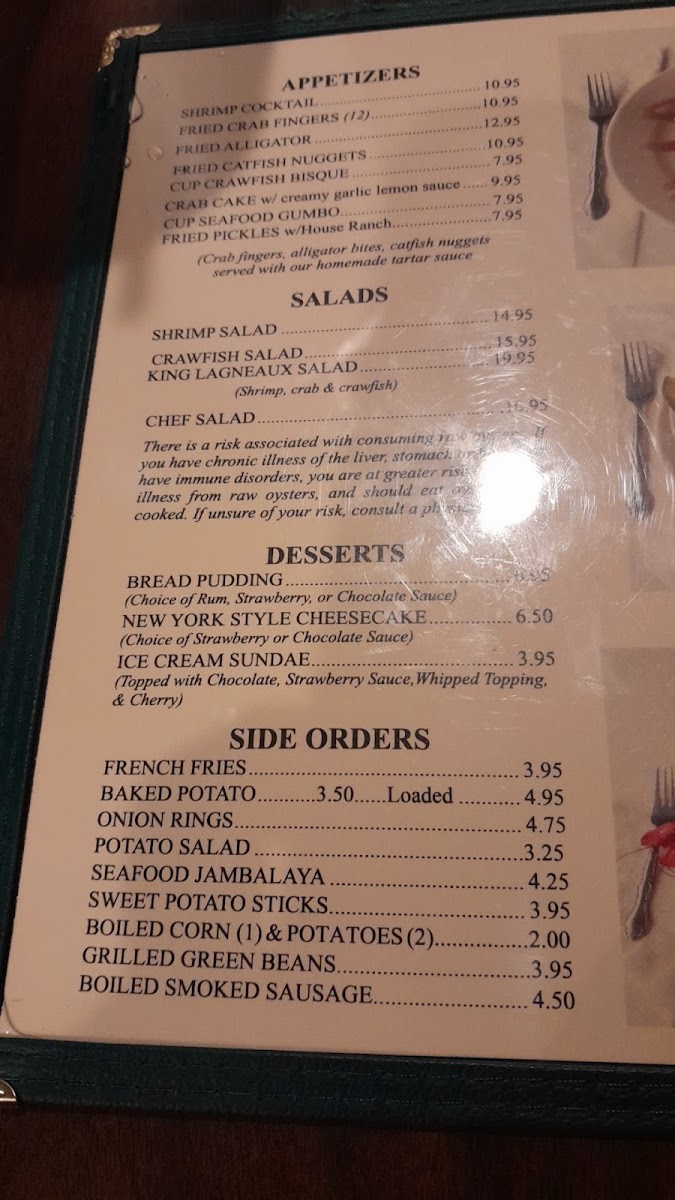 APPETIZERS
SHRIMP COCKTAIL 10.95
FRIED CRAB FINGERS (12) 10.95
FRIED ALLIGATOR 12.95
FRIED CATFISH NUGGETS 10.95
CUP CRAWFISH BISQUE 7.95
CRAB CAKE w/ creamy garlic lemon sauce 9.95
CUP SEAFOOD GUMBO 7.95
FRIED PICKLES w/House Ranch 7.95
(Crab fingers, alligator bites, catfish nuggets
served with our homemade tartar sauce
SALADS
SHRIMP SALAD 14.95
CRAWFISH SALAD 15.95
KING LAGNEAUX SALAD 19.95
(Shrimp, crab & crawfish)
CHEF SALAD 16.95
There is a risk associated with consuming raw If
you have chronic illness of the liver, stomach
have immune disorders, you are at greater
illness from raw oysters, and should eat
cooked. If unsure of your risk, consult a
DESSERTS
BREAD PUDDING
(Choice of Rum, Strawberry, or Chocolate Sauce)
NEW YORK STYLE CHEESECAKE 6.50
(Choice of Strawberry or Chocolate Sauce)
ICE CREAM SUNDAE 3.95
(Topped with Chocolate, Strawberry Sauce, Whipped Topping,
& Cherry)
SIDE ORDERS
FRENCH FRIES 3.95
BAKED POTATO 3.50 Loaded 4.95
ONION RINGS 4.75
POTATO SALAD 3.25
SEAFOOD JAMBALAYA 4.25
SWEET POTATO STICKS 3.95
BOILED CORN (1) & POTATOES (2) 2.00
GRILLED GREEN BEANS 3.95
BOILED SMOKED SAUSAGE 4.50